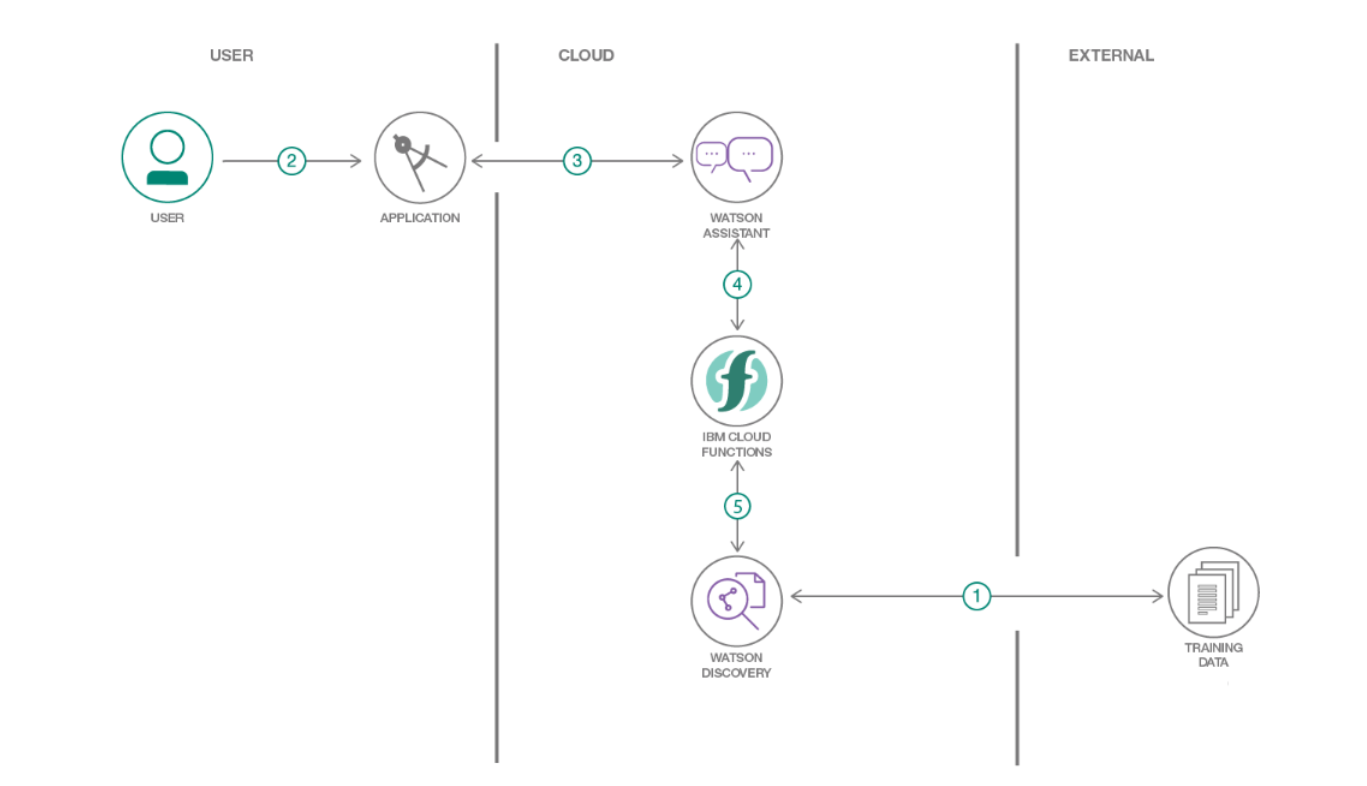 USER
CLOUD
EXTERNAL
2
3
USER
APPLICATION
WATSON
ASSISTANT
4
IBM CLOUD
FUNCTIONS
5
1
WATSON
DISCOVERY
TRAINING
DATA